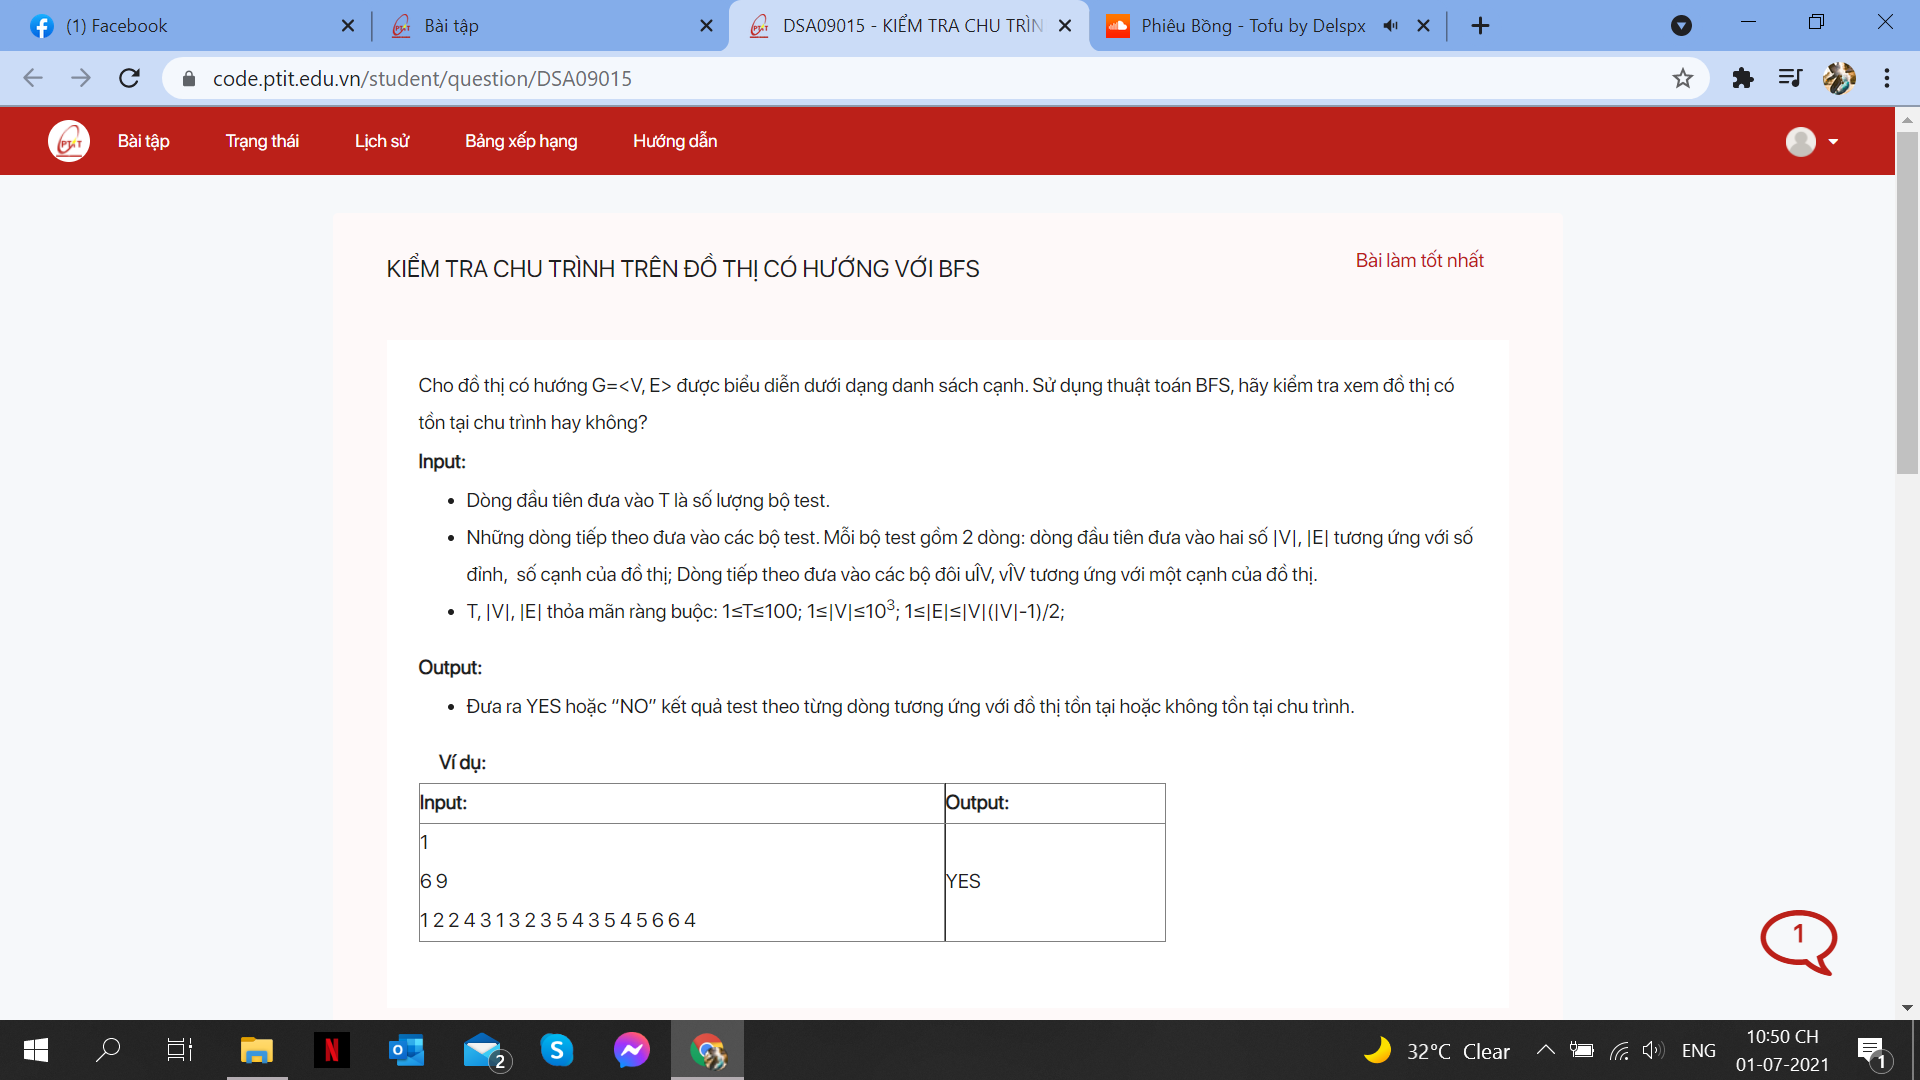 (1) Facebook
Bài tập
DSA09015 - KIỂM TRA CHU TRÌN
Phiêu Bồng - Tofu by Delspx
code.ptit.edu.vn/student/question/DSA09015
PTIT
Bài tập
Trạng thái
Lịch sử
Bảng xếp hạng
Hướng dẫn
KIỂM TRA CHU TRÌNH TRÊN ĐỒ THỊ CÓ HƯỚNG VỚI BFS
Bài làm tốt nhất
Cho đồ thị có hướng G=<V, E> được biểu diễn dưới dạng danh sách cạnh. Sử dụng thuật toán BFS, hãy kiểm tra xem đồ thị có
tồn tại chu trình hay không?
Input:
• Dòng đầu tiên đưa vào T là số lượng bộ test.
• Những dòng tiếp theo đưa vào các bộ test. Mỗi bộ test gồm 2 dòng: dòng đầu tiên đưa vào hai số |V|, |E| tương ứng với số
đỉnh, số cạnh của đồ thị; Dòng tiếp theo đưa vào các bộ đôi uÎV, vÎV tương ứng với một cạnh của đồ thị.
• T, |V|, |E| thỏa mãn ràng buộc: 1≤T≤100; 1≤|V|≤10³; 1≤|E|≤|V|(|V|-1)/2;
Output:
• Đưa ra YES hoặc “NO” kết quả test theo từng dòng tương ứng với đồ thị tồn tại hoặc không tồn tại chu trình.
Ví dụ:
Input:
Output:
1
6 9
1 2 2 4 3 1 3 2 3 5 4 3 5 4 5 6 6 4
YES
1
2
32°C Clear
ENG
10:50 CH
01-07-2021
1